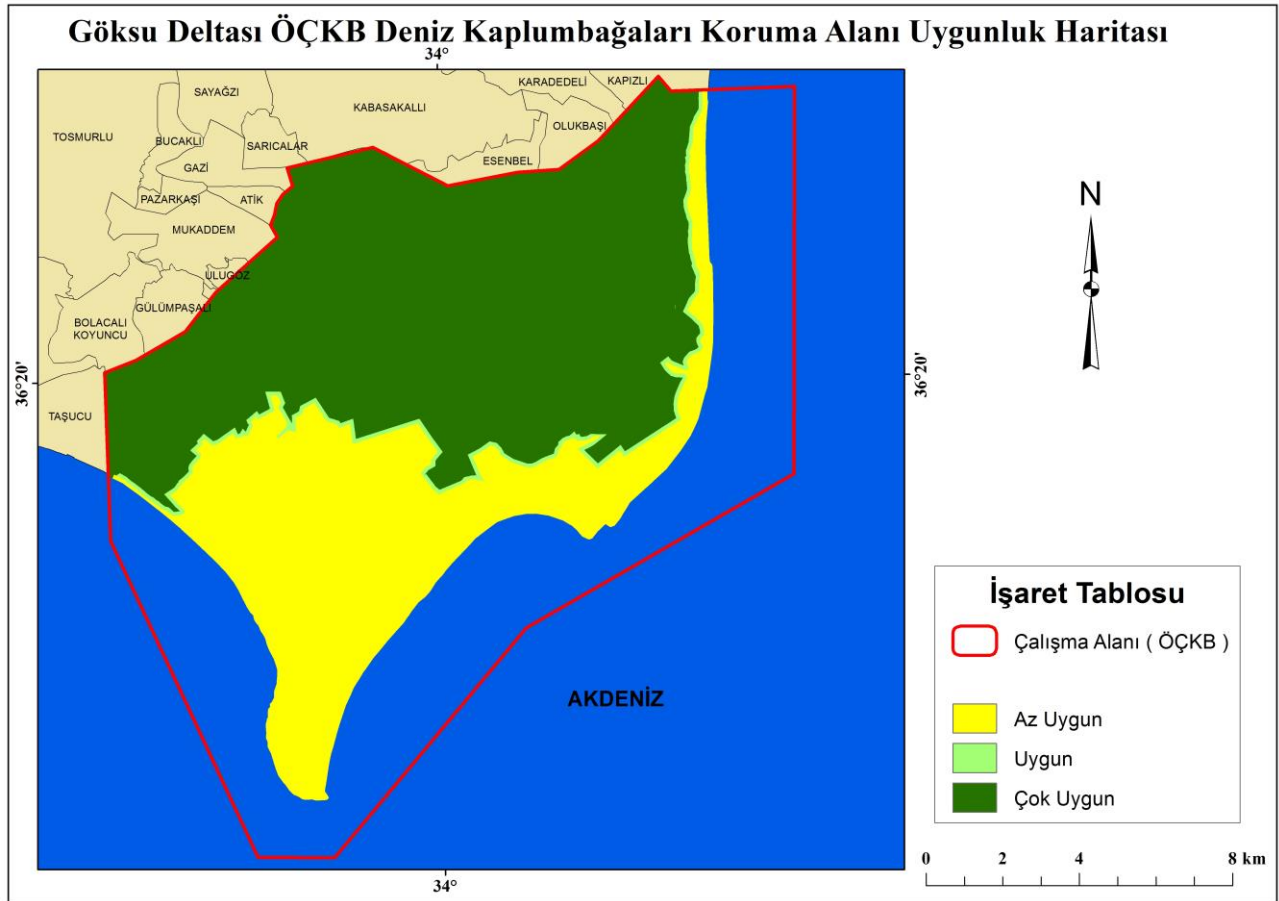 Göksu Deltası ÖÇKB Deniz Kaplumbağaları Koruma Alanı Uygunluk Haritası
34°
SAYAĞZI
KARADEDELİ
KAPIZLI
KABASAKALLI
TOSMURLU
BUCAKLI
OLUKBAŞI
SARICALAR
GAZİ
ESENBEL
PAZARKAŞI
ATİK
MUKADDEM
ULUGÖZ
GÜLÜMPAŞALI
BOLACALI
KOYUNCU
TAŞUCU
36°20'
36°20'
N
AKDENİZ
34°
İşaret Tablosu
Çalışma Alanı ( ÖÇKB )
Az Uygun
Uygun
Çok Uygun
0 2 4 8 km